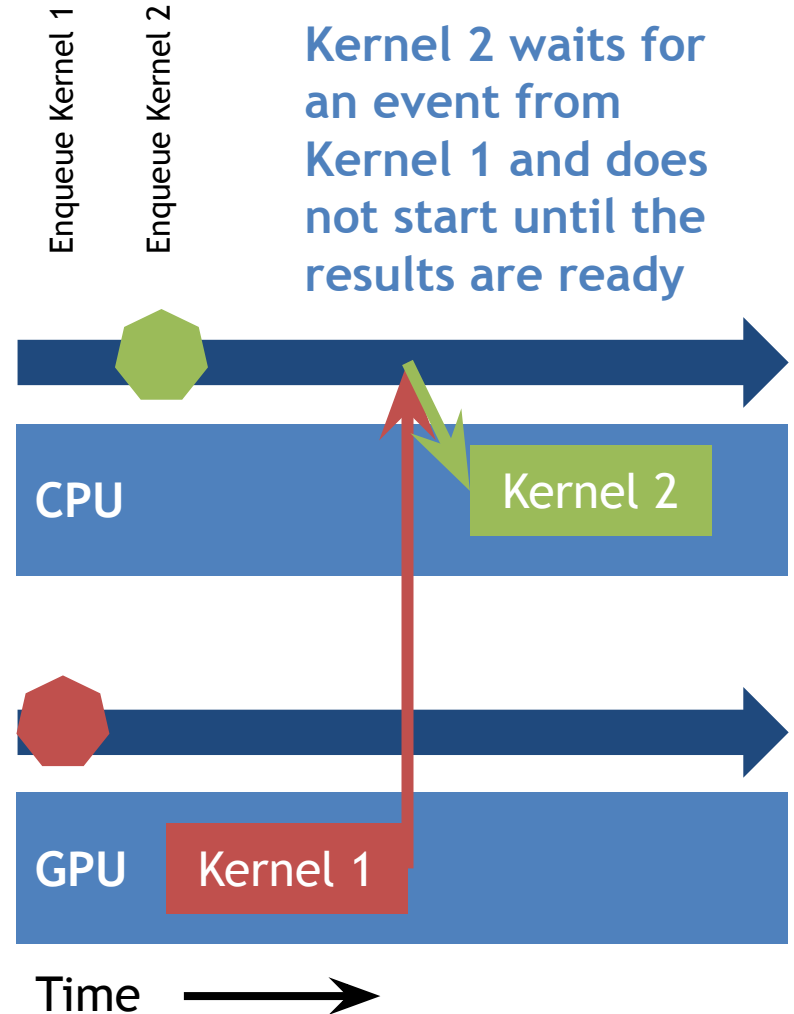 Enqueue Kernel 1
Enqueue Kernel 2
Kernel 2 waits for
an event from
Kernel 1 and does
not start until the
results are ready
CPU
Kernel 2
GPU
Kernel 1
Time